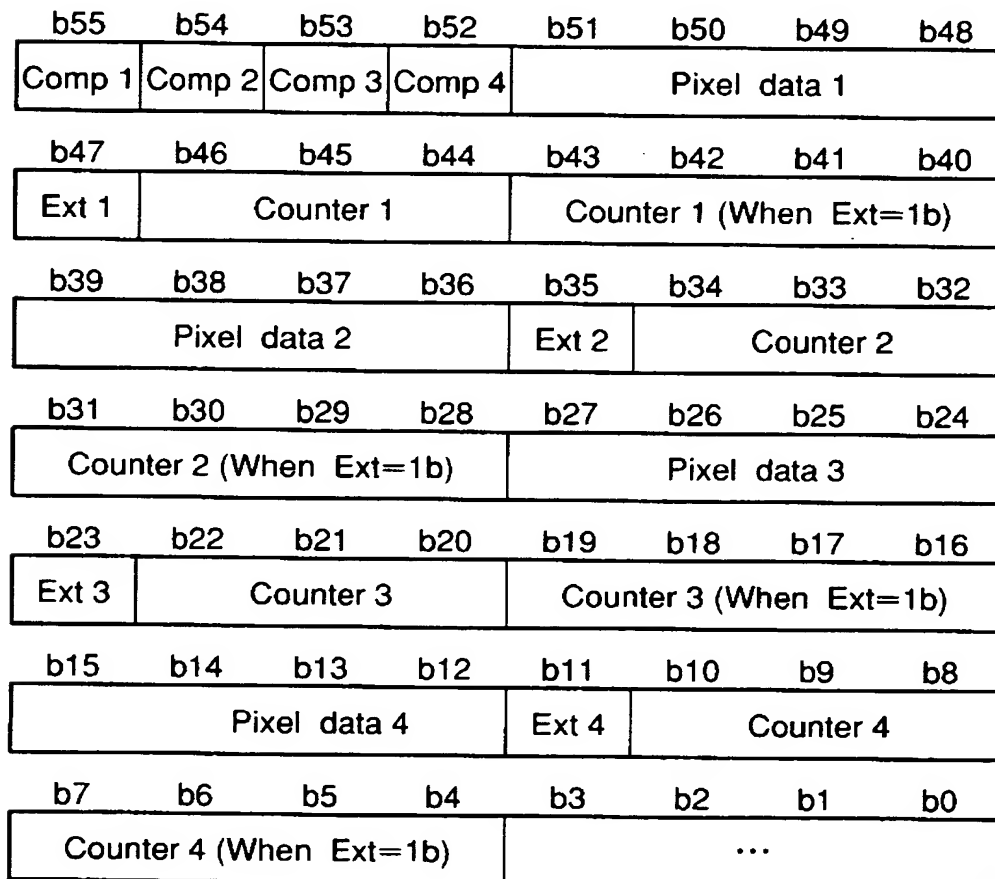 b55 b54 b53 b52 b51 b50 b49 b48
Comp 1 Comp 2 Comp 3 Comp 4 Pixel data 1
b47 b46 b45 b44 b43 b42 b41 b40
Ext 1 Counter 1 Counter 1 (When Ext=1b)
b39 b38 b37 b36 b35 b34 b33 b32
Pixel data 2 Ext 2 Counter 2
b31 b30 b29 b28 b27 b26 b25 b24
Counter 2 (When Ext=1b) Pixel data 3
b23 b22 b21 b20 b19 b18 b17 b16
Ext 3 Counter 3 Counter 3 (When Ext=1b)
b15 b14 b13 b12 b11 b10 b9 b8
Pixel data 4 Ext 4 Counter 4
b7 b6 b5 b4 b3 b2 b1 b0
Counter 4 (When Ext=1b) ...